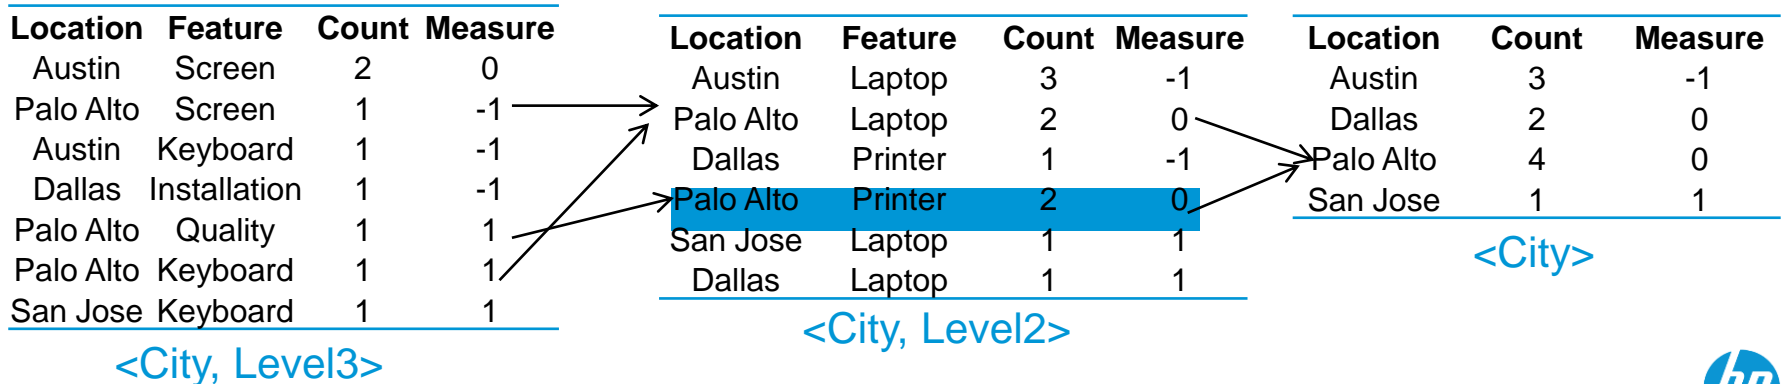 Location Feature Count Measure
Austin Screen 2 0
Palo Alto Screen 1 -1
Austin Keyboard 1 -1
Dallas Installation 1 -1
Palo Alto Quality 1 1
Palo Alto Keyboard 1 1
San Jose Keyboard 1 1
<City, Level3>
Location Feature Count Measure
Austin Laptop 3 -1
Palo Alto Laptop 2 0
Dallas Printer 1 -1
Palo Alto Printer 2 0
San Jose Laptop 1 1
Dallas Laptop 1 1
<City, Level2>
Location Count Measure
Austin 3 -1
Dallas 2 0
Palo Alto 4 0
San Jose 1 1
<City>
hp